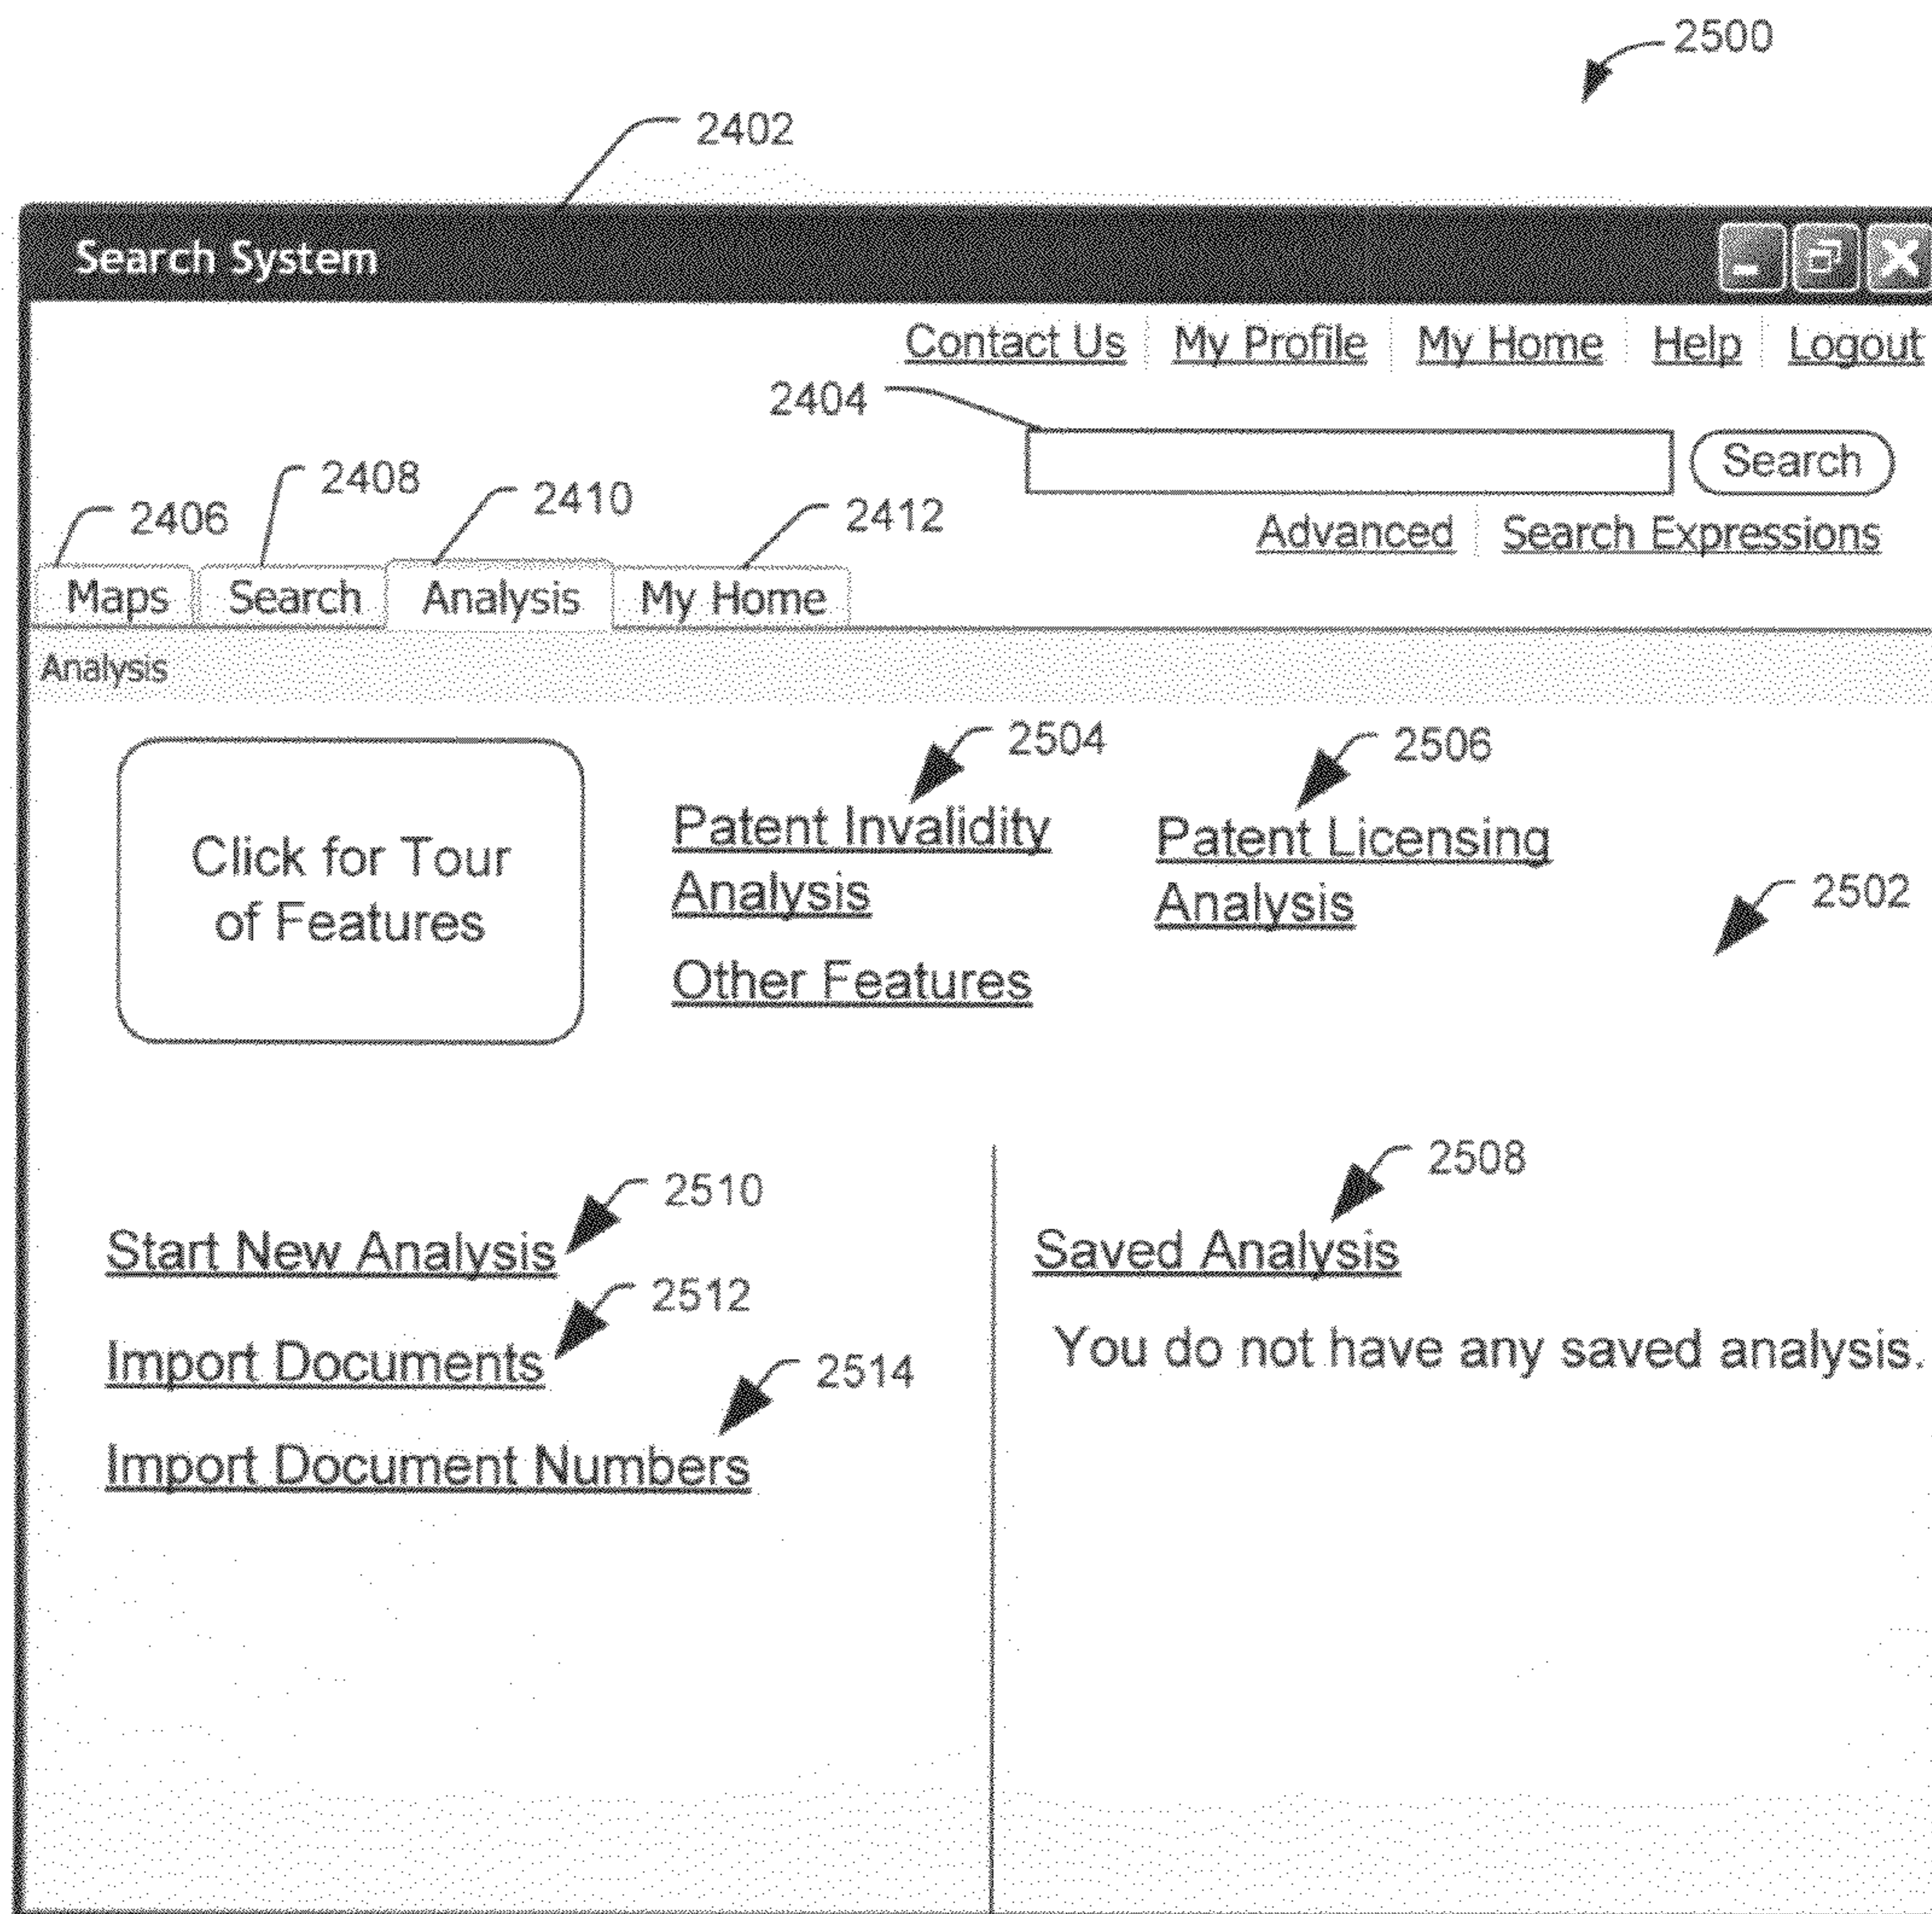 2500
2402
Search System
Contact Us My Profile My Home Help Logout
2404
Search
2406 2408 2410 2412
Advanced Search Expressions
Maps Search Analysis My Home
Analysis
2504 2506
Click for Tour
of Features
Patent Invalidity
Analysis
Other Features
Patent Licensing
Analysis
2502
2510
Start New Analysis
2512
Import Documents
2514
Import Document Numbers
2508
Saved Analysis
You do not have any saved analysis.